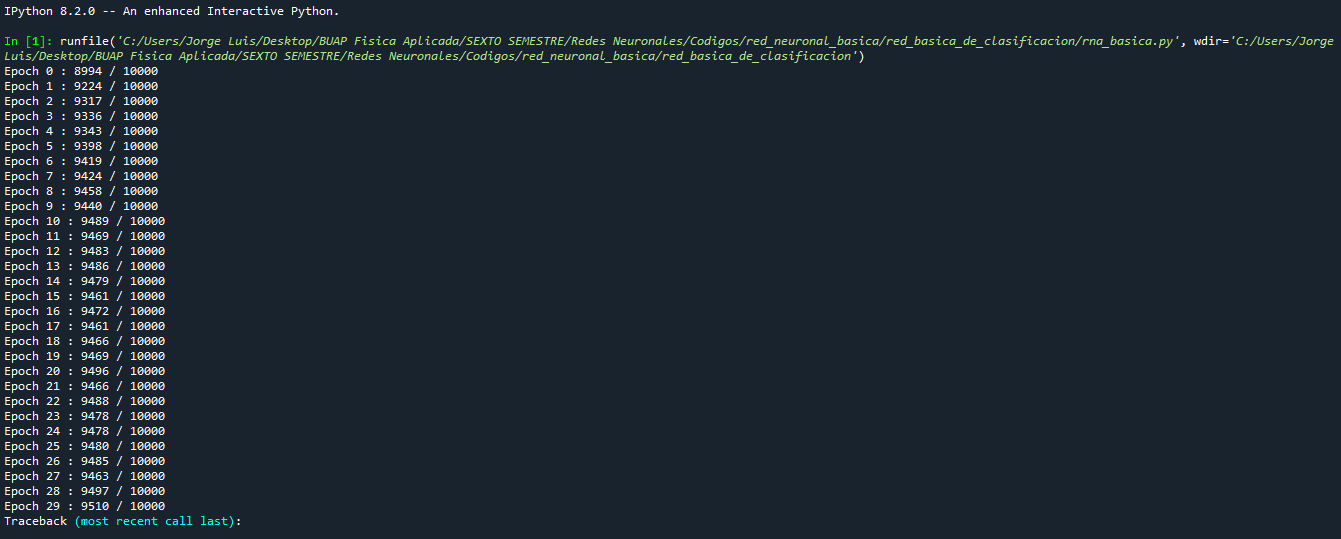 IPython 8.2.0 -- An enhanced Interactive Python.
In [1]: runfile('C:/Users/Jorge Luis/Desktop/BUAP Fisica Aplicada/SEXTO SEMESTRE/Redes Neuronales/Codigos/red_neuronal_basica/red_basica_de_clasificacion/rna_basica.py', wdir='C:/Users/Jorge
Luis/Desktop/BUAP Fisica Aplicada/SEXTO SEMESTRE/Redes Neuronales/Codigos/red_neuronal_basica/red_basica_de_clasificacion')
Epoch 0 : 8994 / 10000
Epoch 1 : 9224 / 10000
Epoch 2 : 9317 / 10000
Epoch 3 : 9336 / 10000
Epoch 4 : 9343 / 10000
Epoch 5 : 9398 / 10000
Epoch 6 : 9419 / 10000
Epoch 7 : 9424 / 10000
Epoch 8 : 9458 / 10000
Epoch 9 : 9440 / 10000
Epoch 10 : 9489 / 10000
Epoch 11 : 9469 / 10000
Epoch 12 : 9483 / 10000
Epoch 13 : 9486 / 10000
Epoch 14 : 9479 / 10000
Epoch 15 : 9461 / 10000
Epoch 16 : 9472 / 10000
Epoch 17 : 9461 / 10000
Epoch 18 : 9466 / 10000
Epoch 19 : 9469 / 10000
Epoch 20 : 9496 / 10000
Epoch 21 : 9466 / 10000
Epoch 22 : 9488 / 10000
Epoch 23 : 9478 / 10000
Epoch 24 : 9478 / 10000
Epoch 25 : 9480 / 10000
Epoch 26 : 9485 / 10000
Epoch 27 : 9463 / 10000
Epoch 28 : 9497 / 10000
Epoch 29 : 9510 / 10000
Traceback (most recent call last):